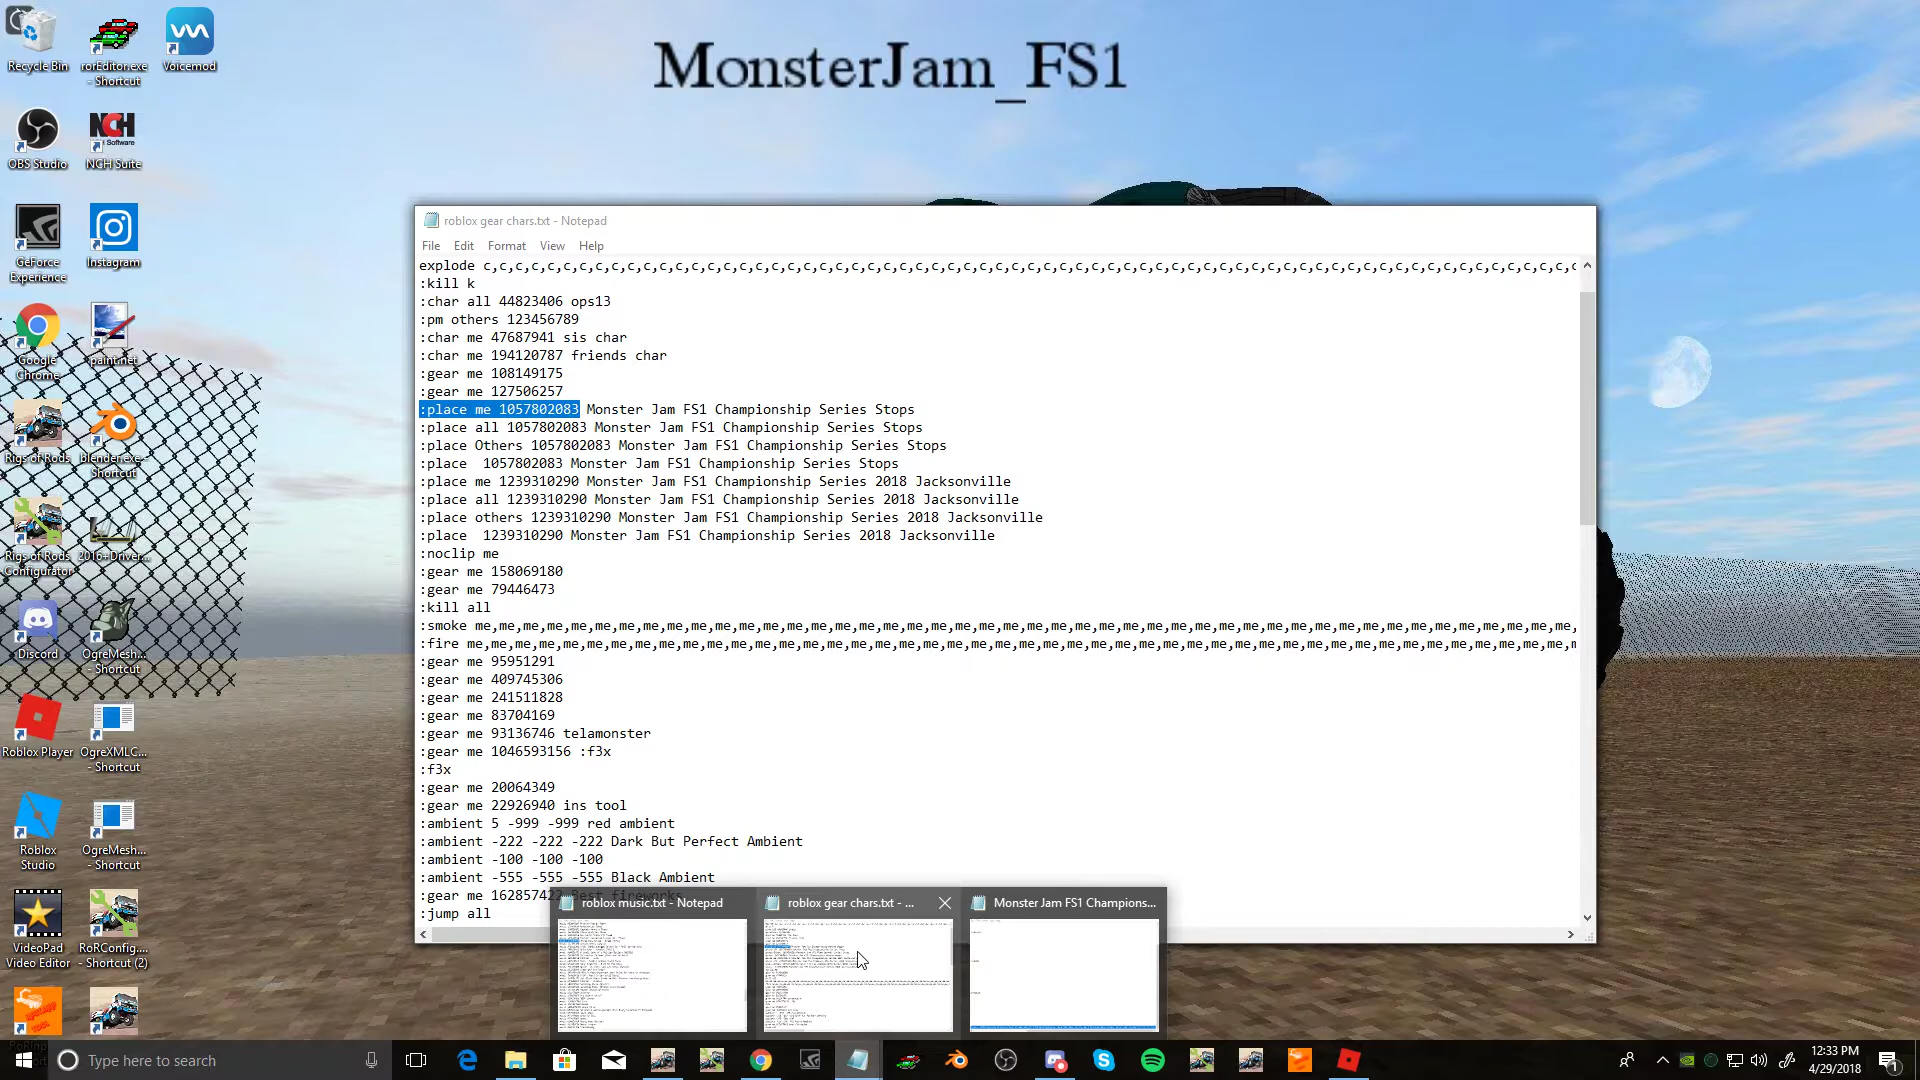 MonsterJam_FS1
Recycle Bin
rorEditor.exe - Shortcut
Voicemod
OBS Studio
NCH Suite
GeForce Experience
Instagram
Google Chrome
paint.net
Rigs of Rods
blender.exe - Shortcut
Rigs of Rods Configurator
2016+Driver...
Discord
OgreMesh... - Shortcut
Roblox Player
OgreXMLC... - Shortcut
Roblox Studio
OgreMesh... - Shortcut
VideoPad Video Editor
RoRConfig... - Shortcut (2)
roblox gear chars.txt - Notepad
File Edit Format View Help
explode c,c,c,c,c,c,c,c,c,c,c,c,c,c,c,c,c,c,c,c,c,c,c,c,c,c,c,c,c,c,c,c,c,c,c,c,c,c,c,c,c,c,c,c,c,c,c,c,c,c,c,c,c,c,c,c,c,c,c,c,c,c,c,c,c,c,c,c,c
:kill k
:char all 44823406 ops13
:pm others 123456789
:char me 47687941 sis char
:char me 194120787 friends char
:gear me 108149175
:gear me 127506257
:place me 1057802083 Monster Jam FS1 Championship Series Stops
:place all 1057802083 Monster Jam FS1 Championship Series Stops
:place Others 1057802083 Monster Jam FS1 Championship Series Stops
:place  1057802083 Monster Jam FS1 Championship Series Stops
:place me 1239310290 Monster Jam FS1 Championship Series 2018 Jacksonville
:place all 1239310290 Monster Jam FS1 Championship Series 2018 Jacksonville
:place others 1239310290 Monster Jam FS1 Championship Series 2018 Jacksonville
:place  1239310290 Monster Jam FS1 Championship Series 2018 Jacksonville
:noclip me
:gear me 158069180
:gear me 79446473
:kill all
:smoke me,me,me,me,me,me,me,me,me,me,me,me,me,me,me,me,me,me,me,me,me,me,me,me,me,me,me,me,me,me,me,me,me,me,me,me,me,me,me,me,me,me,me,me,me,me,
:fire me,me,me,me,me,me,me,me,me,me,me,me,me,me,me,me,me,me,me,me,me,me,me,me,me,me,me,me,me,me,me,me,me,me,me,me,me,me,me,me,me,me,me,me,me,me,m
:gear me 95951291
:gear me 409745306
:gear me 241511828
:gear me 83704169
:gear me 93136746 telamonster
:gear me 1046593156 :f3x
:f3x
:gear me 20064349
:gear me 22926940 ins tool
:ambient 5 -999 -999 red ambient
:ambient -222 -222 -222 Dark But Perfect Ambient
:ambient -100 -100 -100
:ambient -555 -555 -555 Black Ambient
:gear me 162857422 Best fireworks
:jump all
roblox music.txt - Notepad
roblox gear chars.txt - ...
Monster Jam FS1 Champions...
Type here to search
12:33 PM
4/29/2018